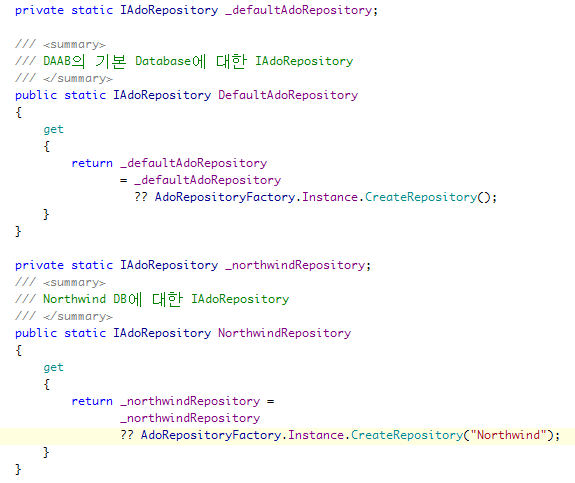 private static IAdoRepository _defaultAdoRepository;
/// <summary>
/// DAAB의 기본 Database에 대한 IAdoRepository
/// </summary>
public static IAdoRepository DefaultAdoRepository
{
get
{
return _defaultAdoRepository
= _defaultAdoRepository
?? AdoRepositoryFactory.Instance.CreateRepository();
}
}
private static IAdoRepository _northwindRepository;
/// <summary>
/// Northwind DB에 대한 IAdoRepository
/// </summary>
public static IAdoRepository NorthwindRepository
{
get
{
return _northwindRepository =
_northwindRepository
?? AdoRepositoryFactory.Instance.CreateRepository("Northwind");
}
}